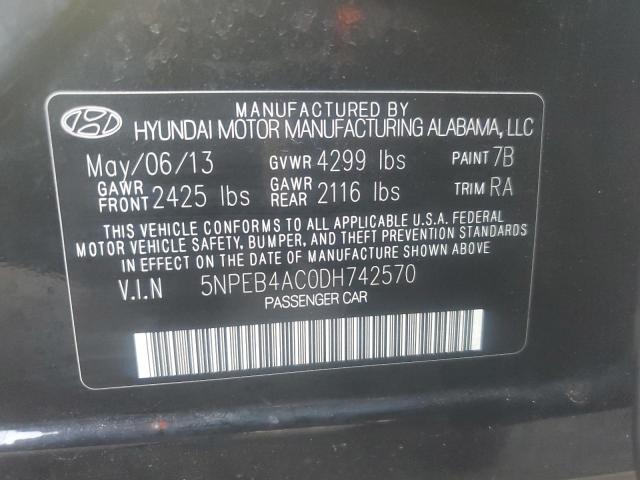 MANUFACTURED BY
HYUNDAI MOTOR MANUFACTURING ALABAMA, LLC
May/06/13 GVWR 4299 lbs PAINT 7B
GAWR FRONT 2425 lbs GAWR REAR 2116 lbs TRIM RA
THIS VEHICLE CONFORMS TO ALL APPLICABLE U.S.A. FEDERAL
MOTOR VEHICLE SAFETY, BUMPER, AND THEFT PREVENTION STANDARDS
IN EFFECT ON THE DATE OF MANUFACTURE SHOWN ABOVE.
V.I.N 5NPEB4AC0DH742570
PASSENGER CAR